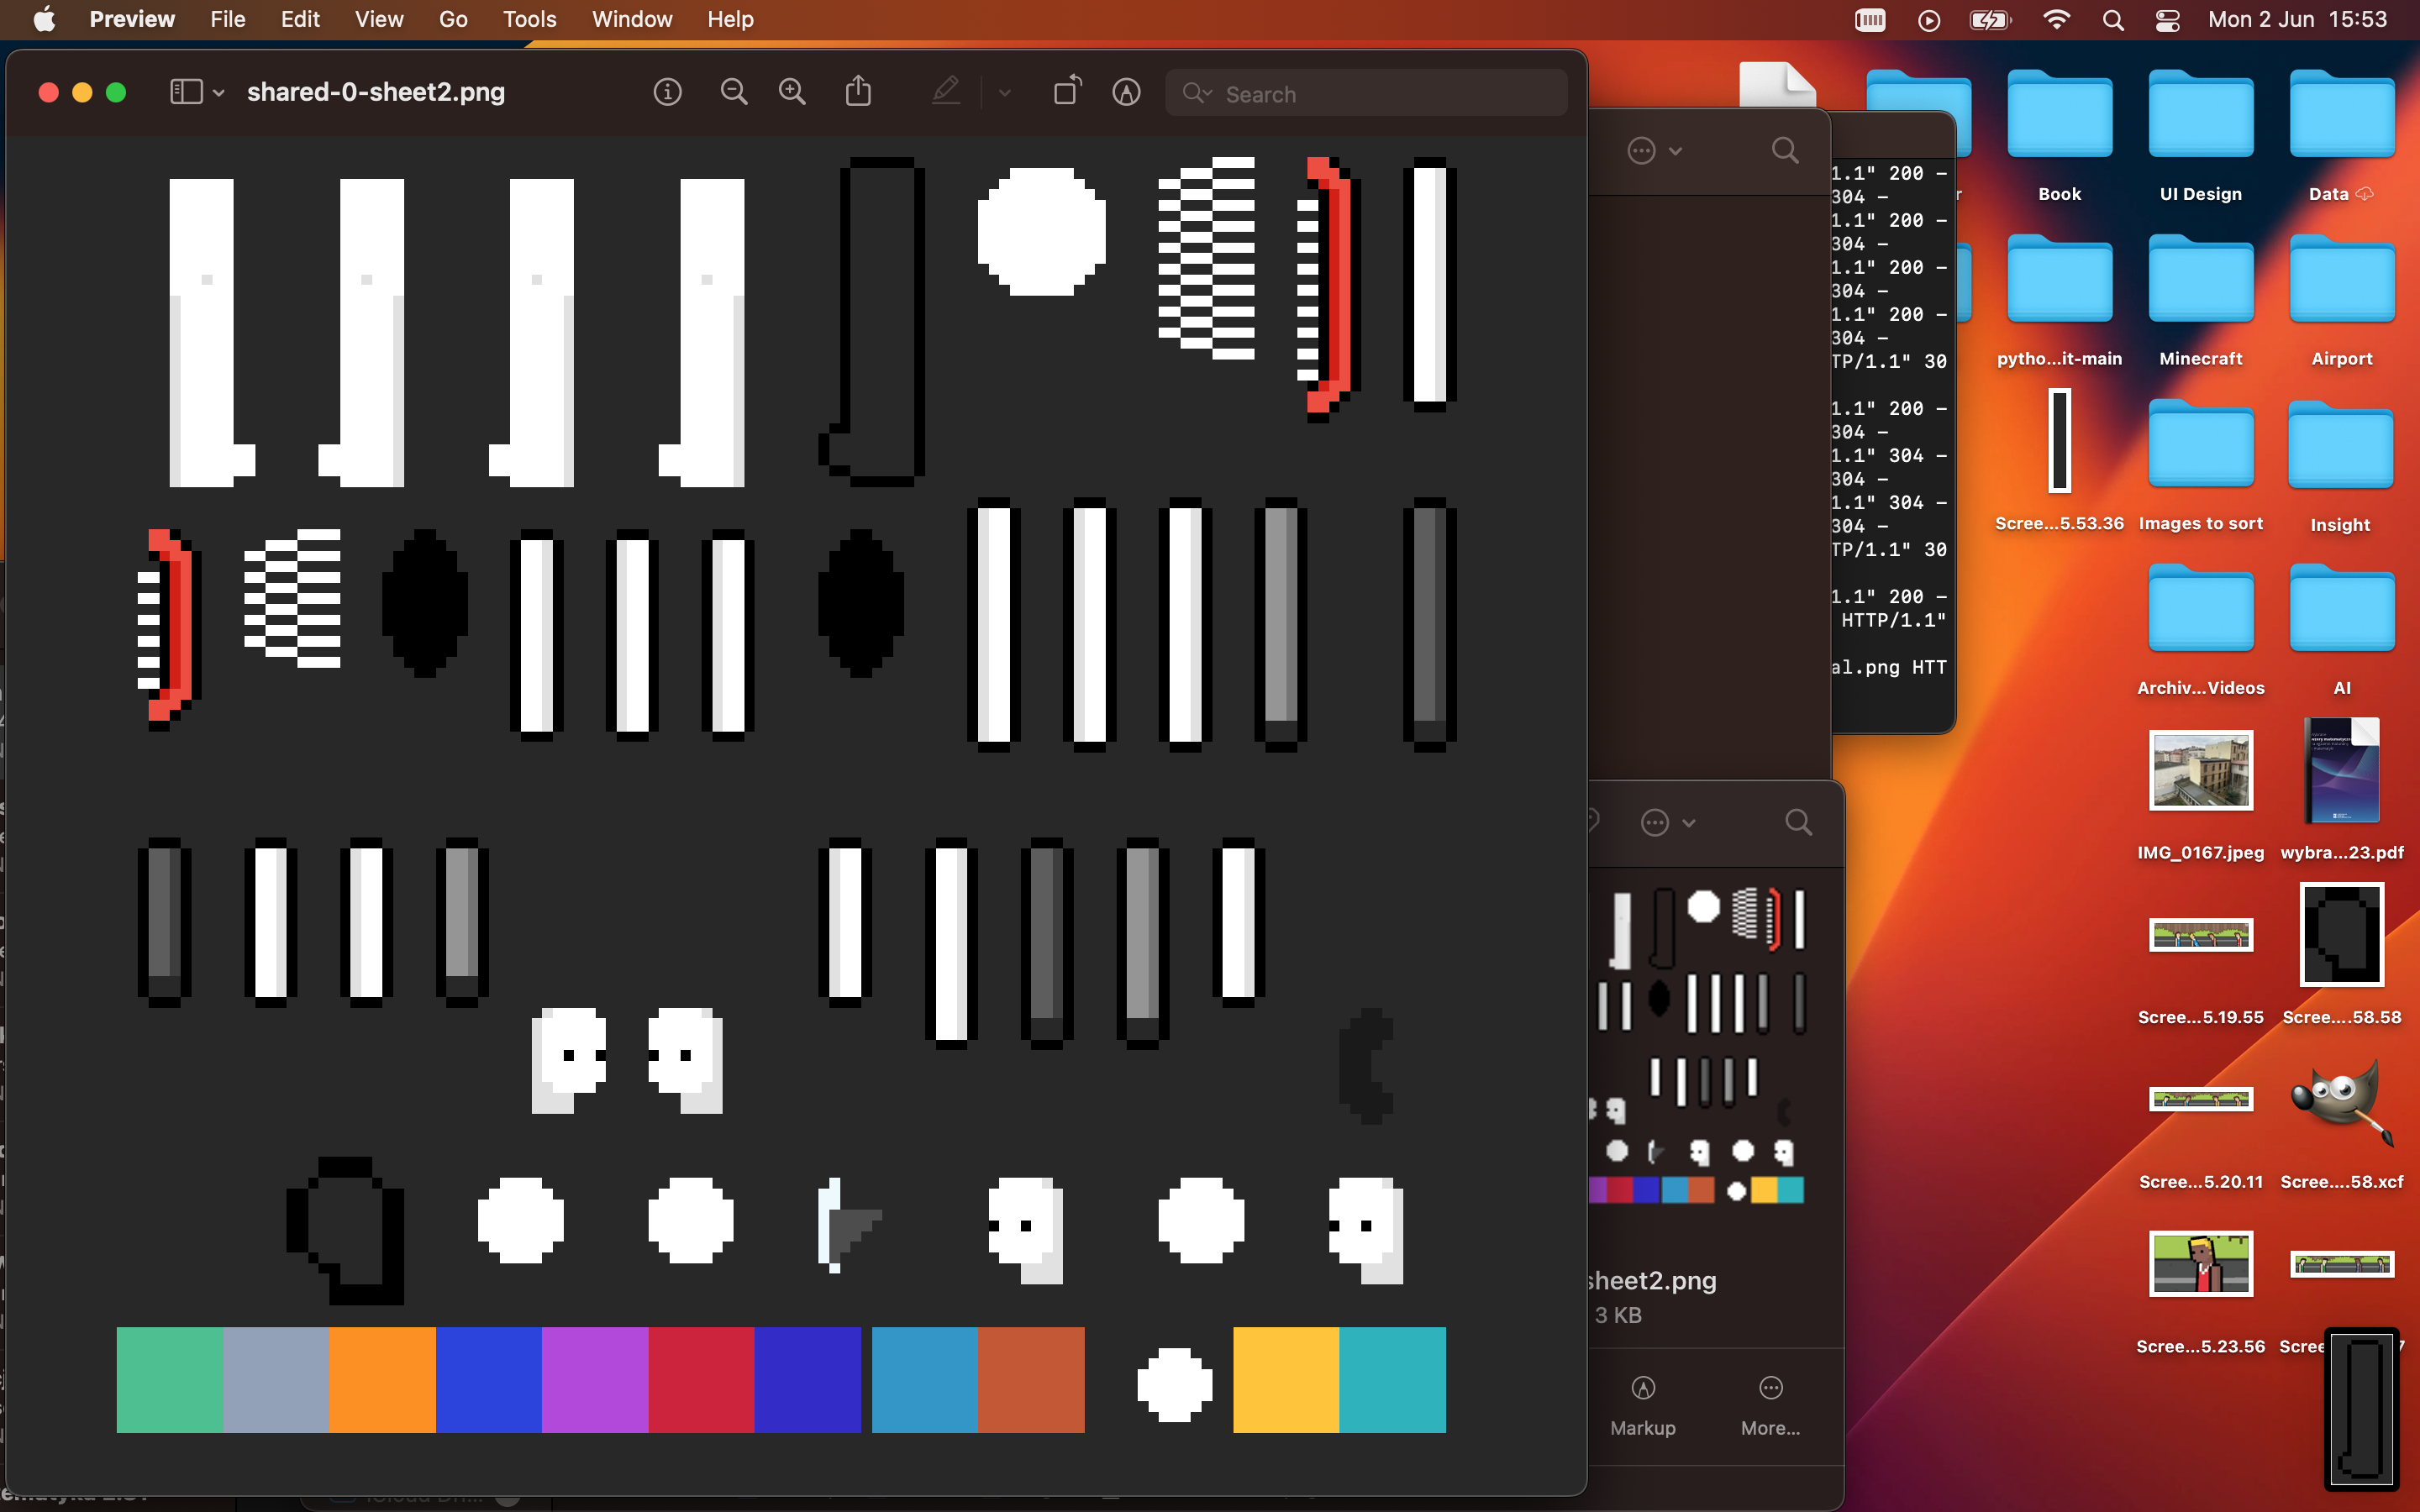 Preview File Edit View Go Tools Window Help
Mon 2 Jun 15:53
shared-0-sheet2.png
Search
1.1" 200 –
304 –
1.1" 200 –
304 –
1.1" 200 –
304 –
1.1" 200 –
304 –
TP/1.1" 30
1.1" 200 –
304 –
1.1" 304 –
304 –
1.1" 304 –
304 –
TP/1.1" 30
1.1" 200 –
HTTP/1.1"
al.png HTT
r
Book
UI Design
Data
pytho...it-main
Minecraft
Airport
Scree...5.53.36
Images to sort
Insight
Archiv...Videos
AI
IMG_0167.jpeg
wybra...23.pdf
Scree...5.19.55
Scree....58.58
Scree...5.20.11
Scree....58.xcf
Scree...5.23.56
Scree
7
sheet2.png
3 KB
Markup
More...